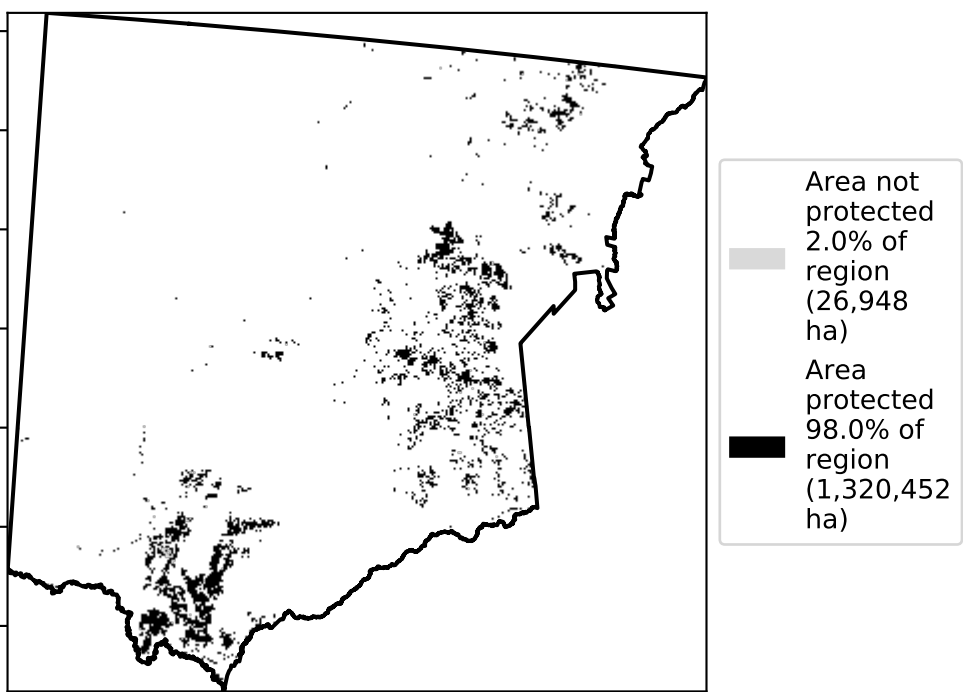 Area not
protected
2.0% of
region
(26,948
ha)
Area
protected
98.0% of
region
(1,320,452
ha)